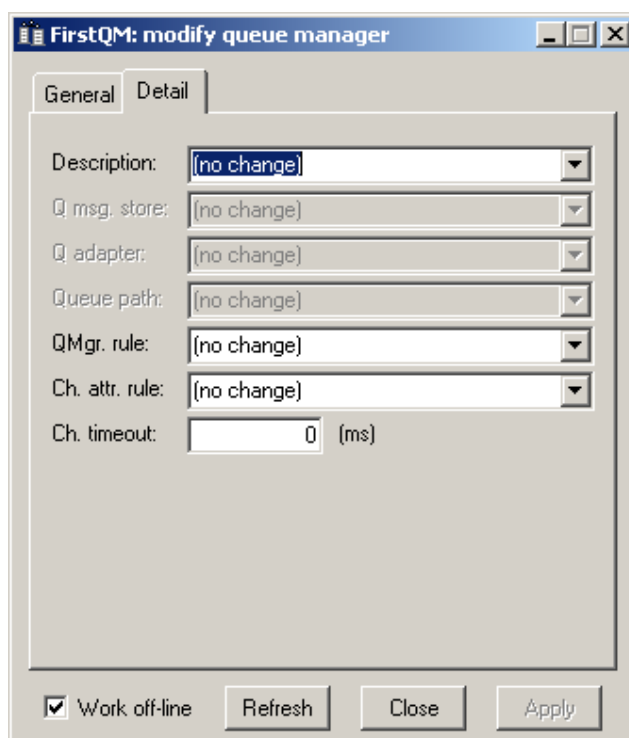 FirstQM: modify queue manager
General Detail
Description: (no change)
Q msg. store: (no change)
Q adapter: (no change)
Queue path: (no change)
QMgr. rule: (no change)
Ch. attr. rule: (no change)
Ch. timeout: 0 (ms)
Work off-line Refresh Close Apply